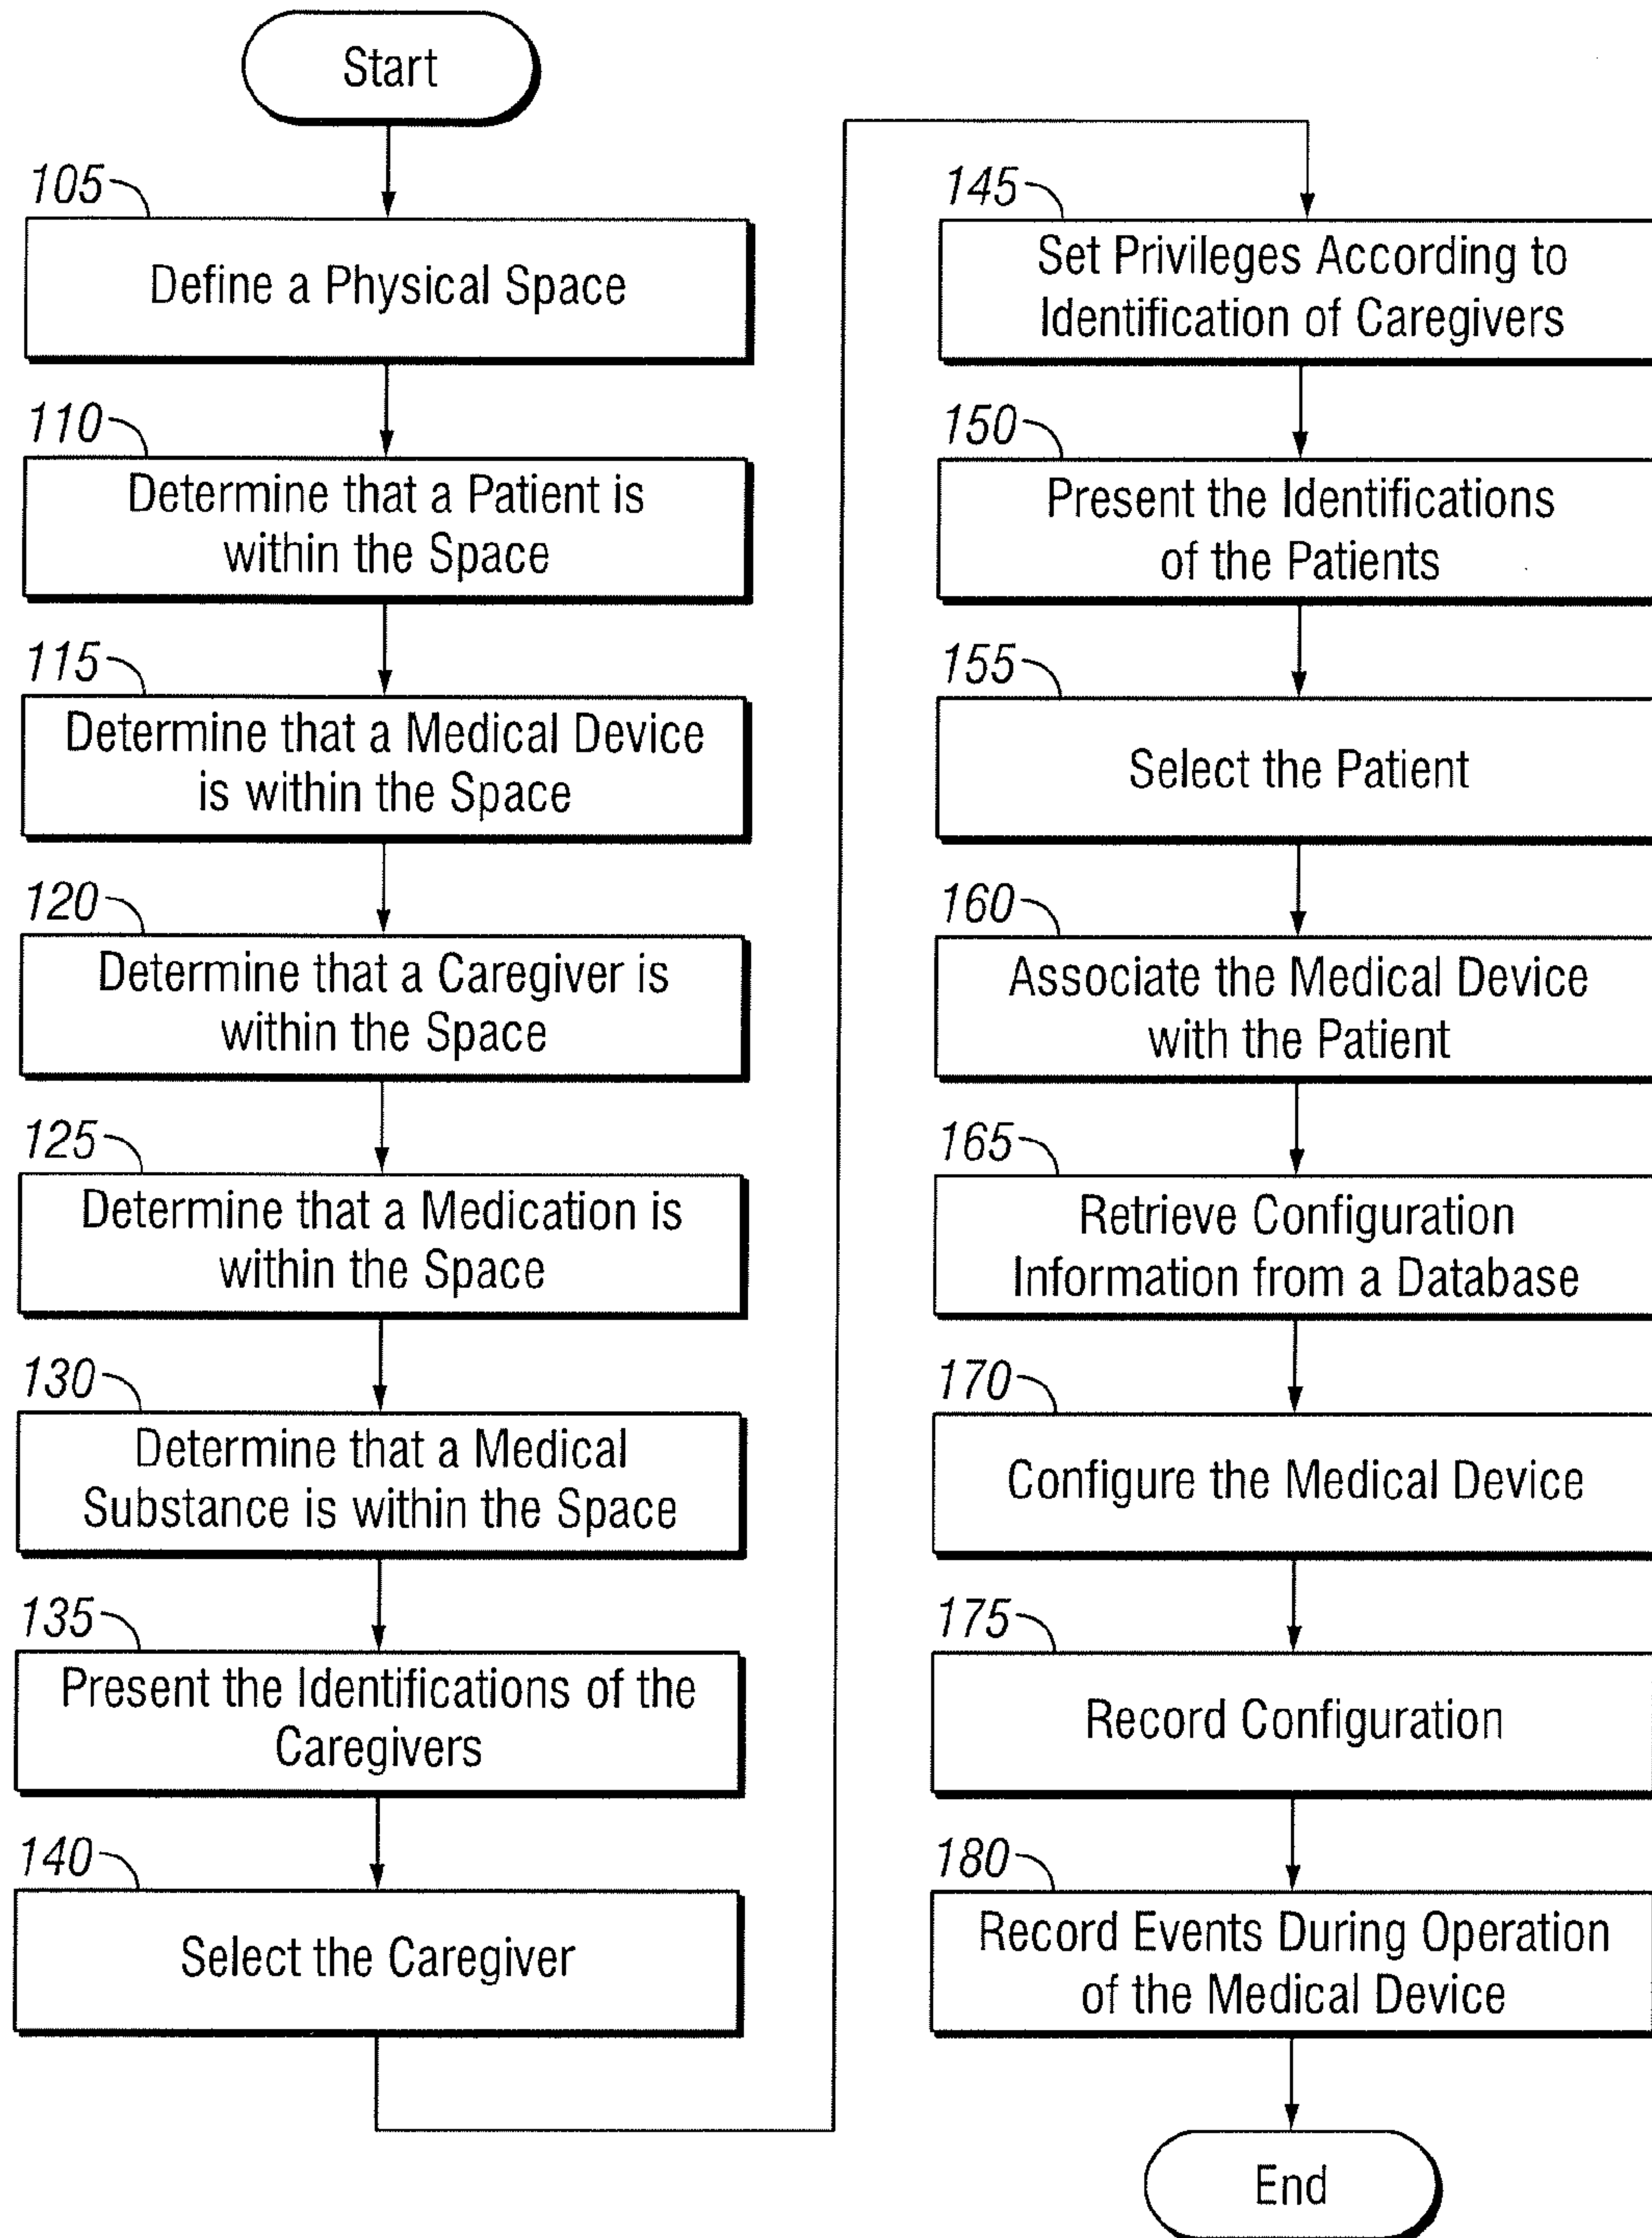 Start
105
Define a Physical Space
110
Determine that a Patient is
within the Space
115
Determine that a Medical Device
is within the Space
120
Determine that a Caregiver is
within the Space
125
Determine that a Medication is
within the Space
130
Determine that a Medical
Substance is within the Space
135
Present the Identifications of the
Caregivers
140
Select the Caregiver
145
Set Privileges According to
Identification of Caregivers
150
Present the Identifications
of the Patients
155
Select the Patient
160
Associate the Medical Device
with the Patient
165
Retrieve Configuration
Information from a Database
170
Configure the Medical Device
175
Record Configuration
180
Record Events During Operation
of the Medical Device
End